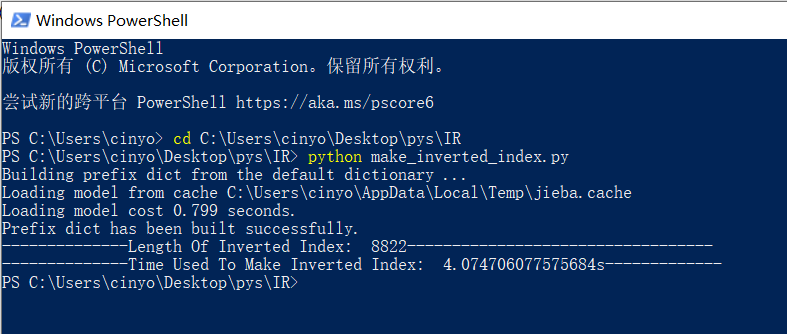 Windows PowerShell
Windows PowerShell
版权所有 (C) Microsoft Corporation。保留所有权利。
尝试新的跨平台 PowerShell https://aka.ms/pscore6
PS C:\Users\cinyo> cd C:\Users\cinyo\Desktop\pys\IR
PS C:\Users\cinyo\Desktop\pys\IR> python make_inverted_index.py
Building prefix dict from the default dictionary ...
Loading model from cache C:\Users\cinyo\AppData\Local\Temp\jieba.cache
Loading model cost 0.799 seconds.
Prefix dict has been built successfully.
--------------Length Of Inverted Index:  8822----------------------------------
--------------Time Used To Make Inverted Index:  4.074706077575684s-------------
PS C:\Users\cinyo\Desktop\pys\IR>